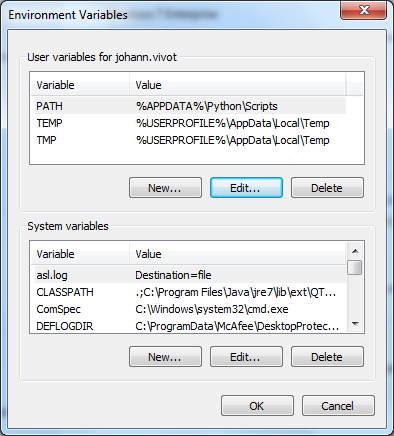 Environment Variables
User variables for johann.vivot
Variable Value
PATH %APPDATA%\Python\Scripts
TEMP %USERPROFILE%\AppData\Local\Temp
TMP %USERPROFILE%\AppData\Local\Temp
New... Edit... Delete
System variables
Variable Value
asl.log Destination=file
CLASSPATH .;C:\Program Files\Java\jre7\lib\ext\QT...
ComSpec C:\Windows\system32\cmd.exe
DEFLOGDIR C:\ProgramData\McAfee\DesktopProtec...
New... Edit... Delete
OK Cancel